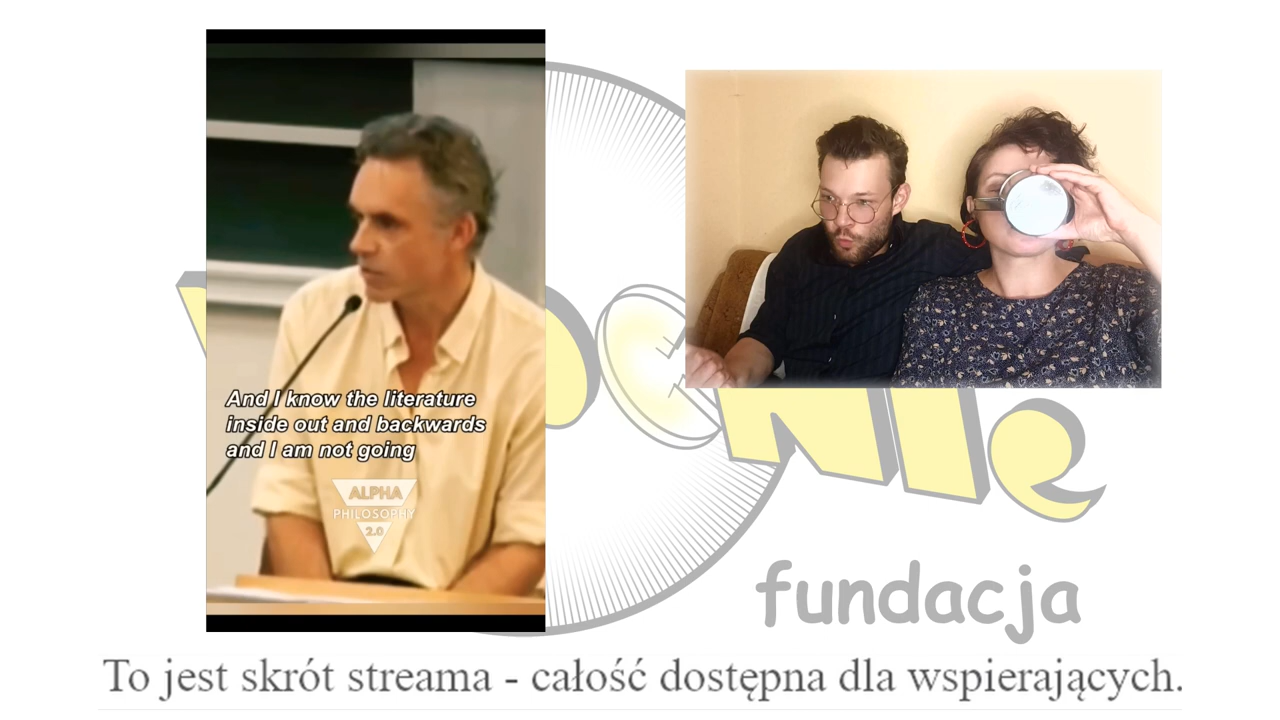 And I know the literature
inside out and backwards
and I am not going
ALPHA
PHILOSOPHY
2.0
fundacja
To jest skrót streama - całość dostępna dla wspierających.